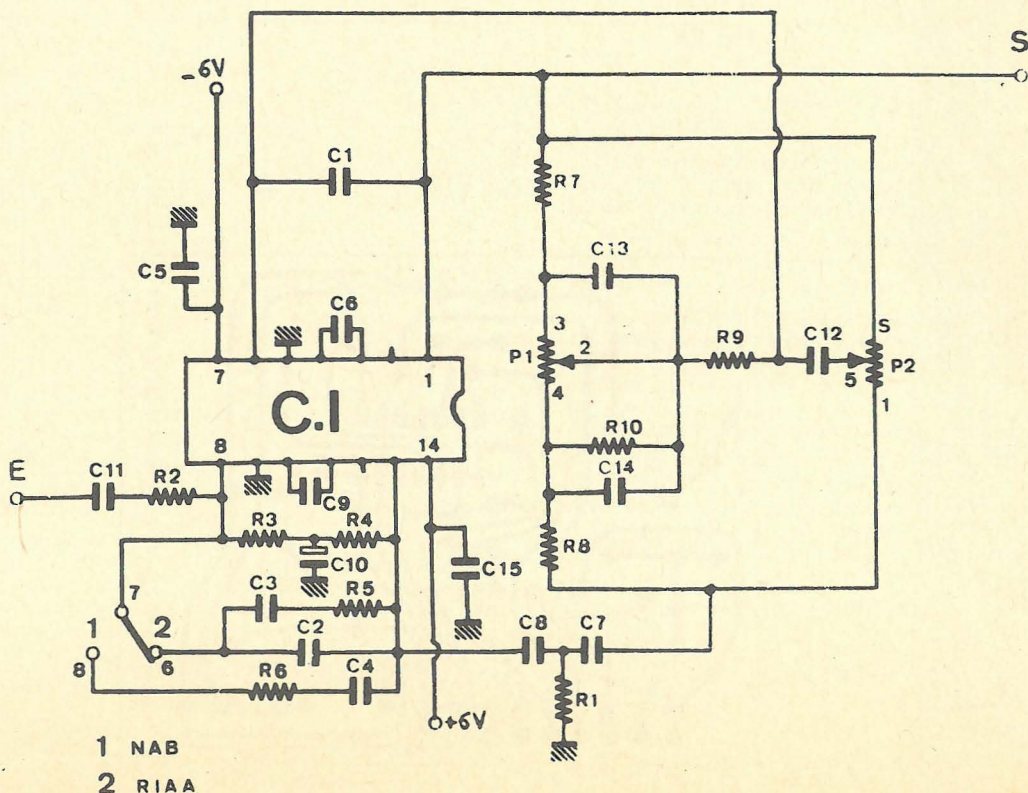 S
-6V
C1
R7
C5
C13
C6
3
S
P1
2
R9
C12
P2
4
5
1
7
1
C.I
8
14
R10
E
C11
R2
C14
C9
R3
R4
R8
C10
C15
7
C3
R5
1
2
C2
C8
C7
8
6
R6
C4
R1
+6V
1 NAB
2 RIAA